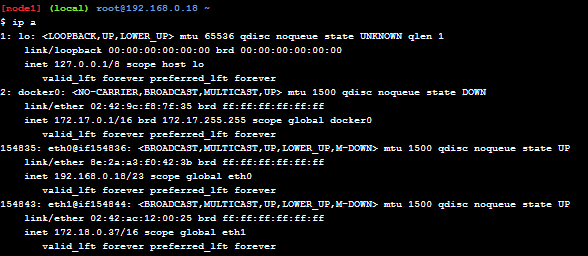 [node1] (local) root@192.168.0.18 ~
$ ip a
1: lo: <LOOPBACK,UP,LOWER_UP> mtu 65536 qdisc noqueue state UNKNOWN qlen 1
    link/loopback 00:00:00:00:00:00 brd 00:00:00:00:00:00
    inet 127.0.0.1/8 scope host lo
       valid_lft forever preferred_lft forever
2: docker0: <NO-CARRIER,BROADCAST,MULTICAST,UP> mtu 1500 qdisc noqueue state DOWN
    link/ether 02:42:9c:f8:7f:35 brd ff:ff:ff:ff:ff:ff
    inet 172.17.0.1/16 brd 172.17.255.255 scope global docker0
       valid_lft forever preferred_lft forever
154835: eth0@if154836: <BROADCAST,MULTICAST,UP,LOWER_UP,M-DOWN> mtu 1500 qdisc noqueue state UP
    link/ether 8e:2a:a3:f0:42:3b brd ff:ff:ff:ff:ff:ff
    inet 192.168.0.18/23 scope global eth0
       valid_lft forever preferred_lft forever
154843: eth1@if154844: <BROADCAST,MULTICAST,UP,LOWER_UP,M-DOWN> mtu 1500 qdisc noqueue state UP
    link/ether 02:42:ac:12:00:25 brd ff:ff:ff:ff:ff:ff
    inet 172.18.0.37/16 scope global eth1
       valid_lft forever preferred_lft forever